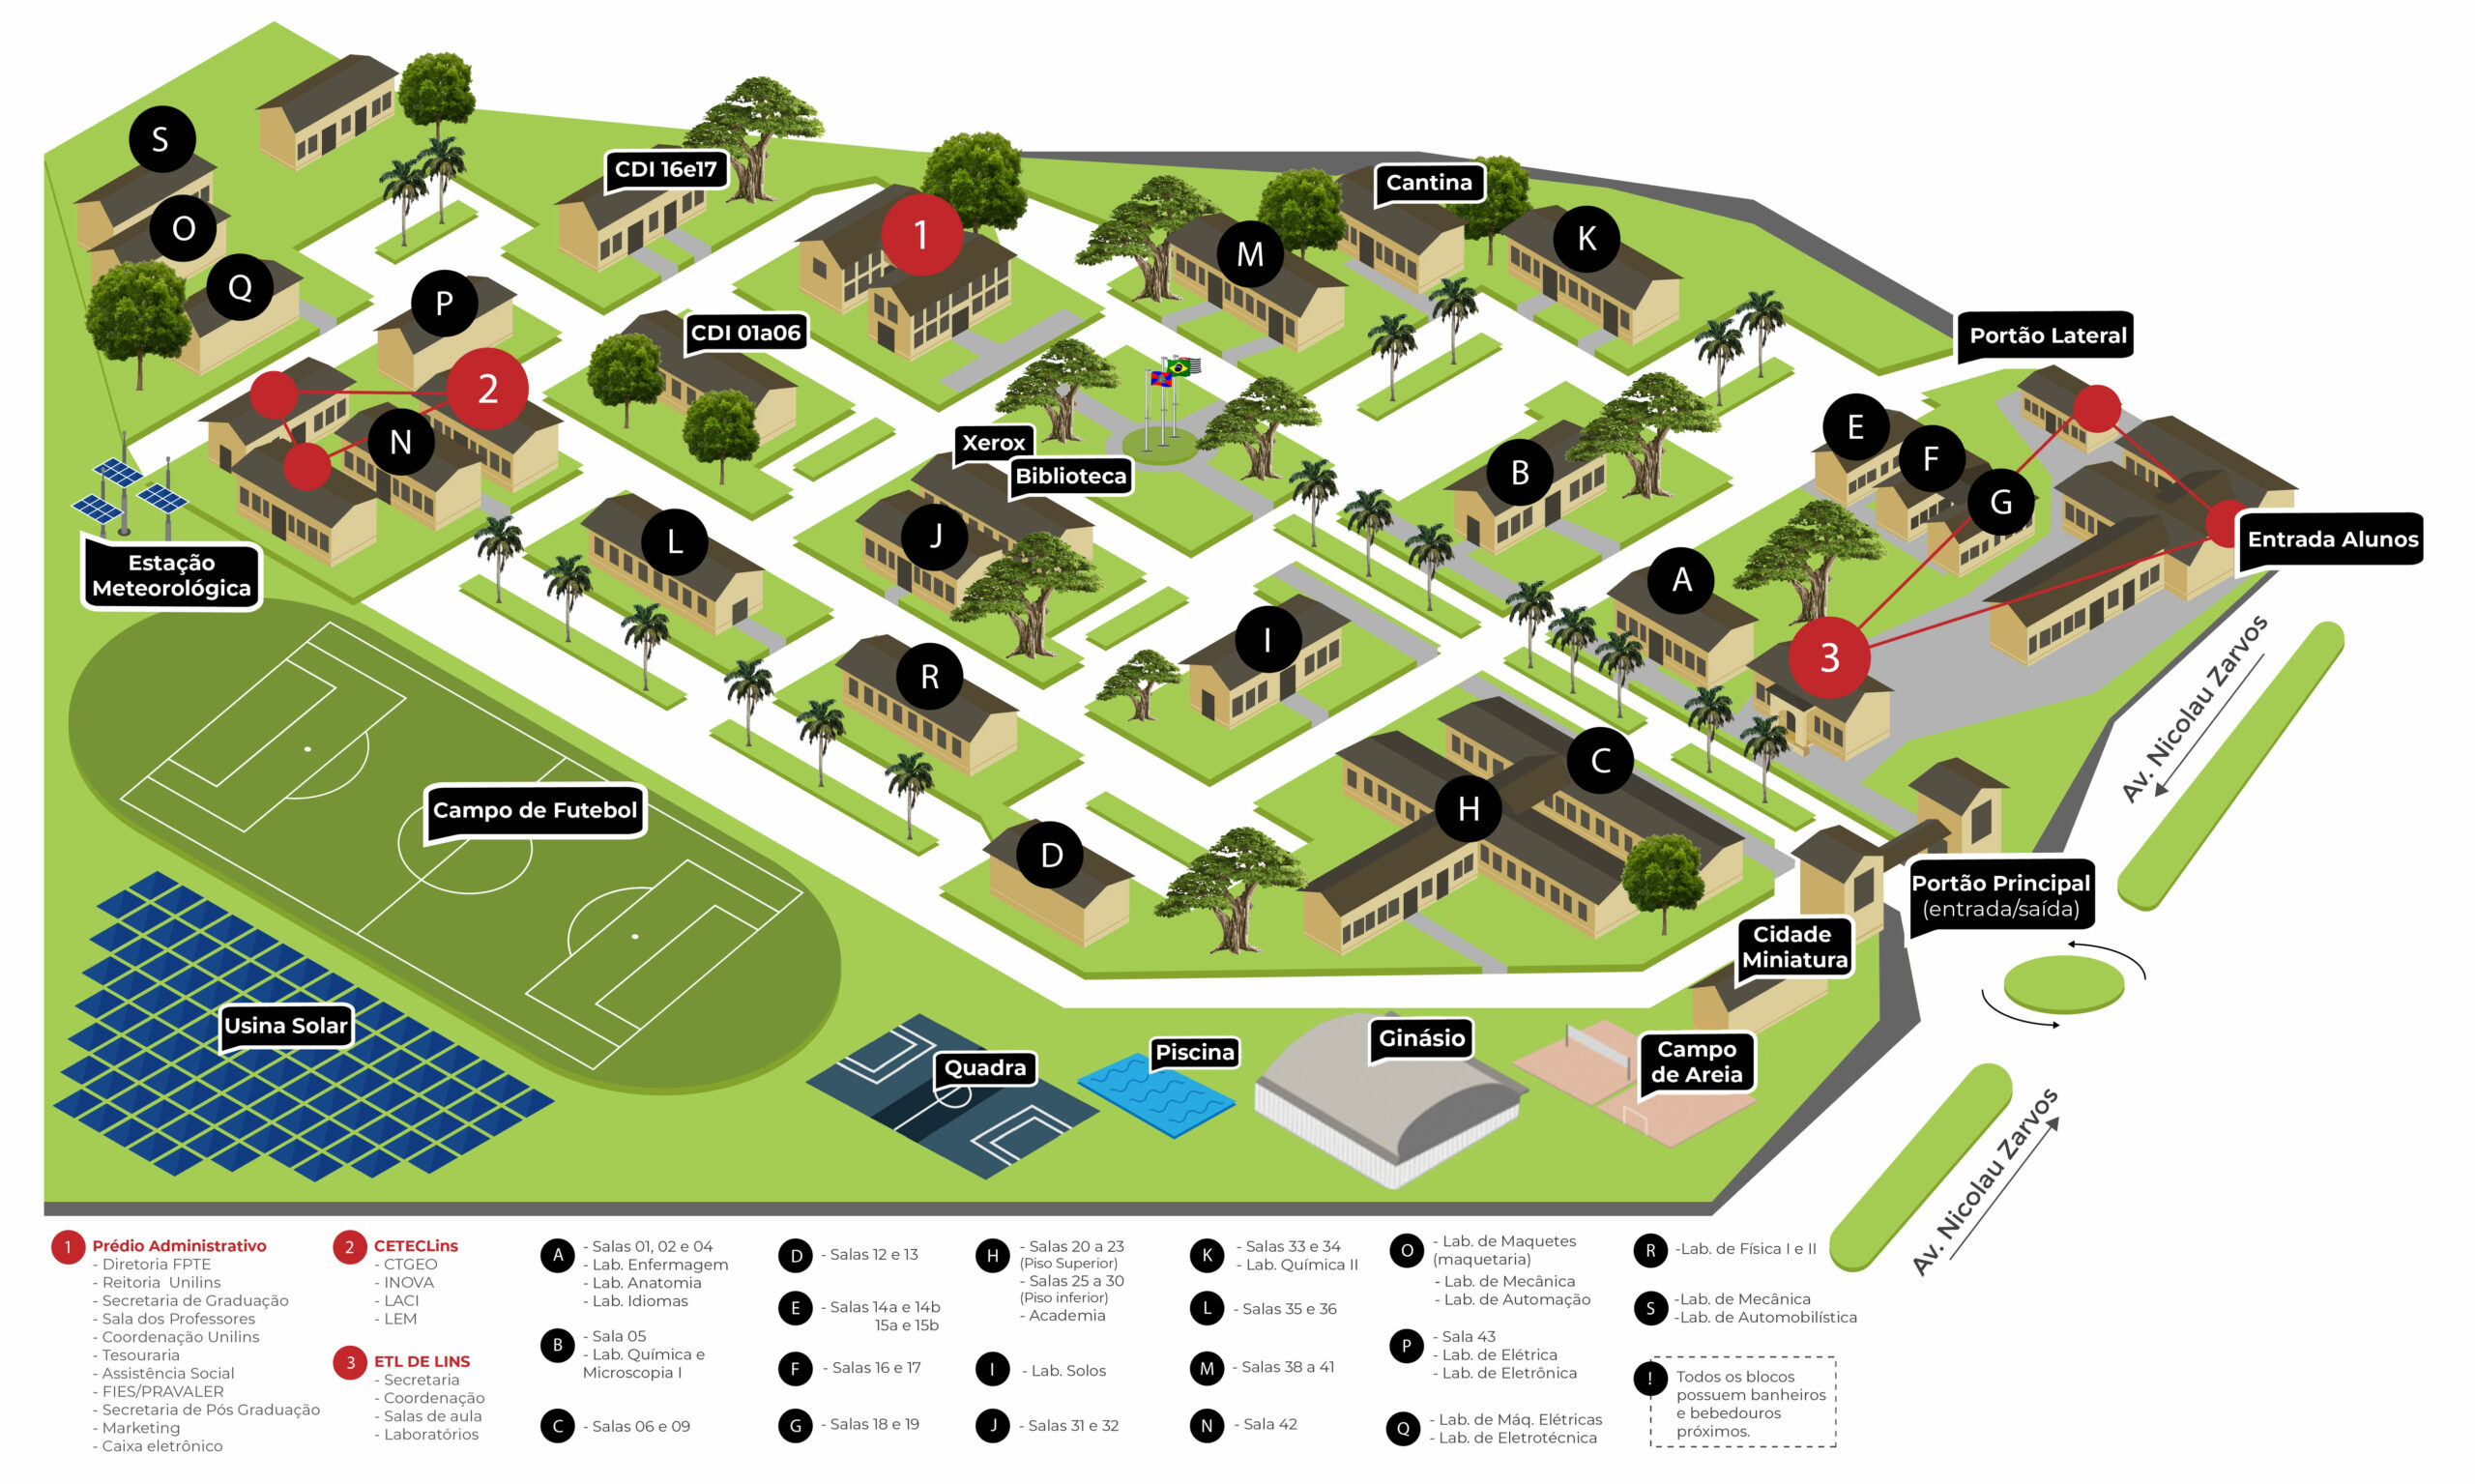 S
O
Q
P
CDI 16e17
1
M
Cantina
K
CDI 01a06
Portão Lateral
2
N
Xerox
Biblioteca
E
F
G
B
J
L
Estação
Meteorológica
Entrada Alunos
A
3
I
R
Av. Nicolau Zarvos
Campo de Futebol
C
H
D
Portão Principal
(entrada/saída)
Cidade
Miniatura
Usina Solar
Quadra
Piscina
Ginásio
Campo
de Areia
Av. Nicolau Zarvos
1 Prédio Administrativo
- Diretoria FPTE
- Reitoria Unilins
- Secretaria de Graduação
- Sala dos Professores
- Coordenação Unilins
- Tesouraria
- Assistência Social
- FIES/PRAVALER
- Secretaria de Pós Graduação
- Marketing
- Caixa eletrônico
2 CETECLins
- CTGEO
- INOVA
- LACI
- LEM
3 ETL DE LINS
- Secretaria
- Coordenação
- Salas de aula
- Laboratórios
A - Salas 01, 02 e 04
- Lab. Enfermagem
- Lab. Anatomia
- Lab. Idiomas
B - Sala 05
- Lab. Química e
Microscopia I
C - Salas 06 e 09
D - Salas 12 e 13
E - Salas 14a e 14b
15a e 15b
F - Salas 16 e 17
G - Salas 18 e 19
H - Salas 20 a 23
(Piso Superior)
- Salas 25 a 30
(Piso inferior)
- Academia
I - Lab. Solos
J - Salas 31 e 32
K - Salas 33 e 34
- Lab. Química II
L - Salas 35 e 36
M - Salas 38 a 41
N - Sala 42
O - Lab. de Maquetes
(maquetaria)
- Lab. de Mecânica
- Lab. de Automação
P - Sala 43
- Lab. de Elétrica
- Lab. de Eletrônica
Q - Lab. de Máq. Elétricas
- Lab. de Eletrotécnica
R -Lab. de Física I e II
S -Lab. de Mecânica
-Lab. de Automobilística
! Todos os blocos
possuem banheiros
e bebedouros
próximos.